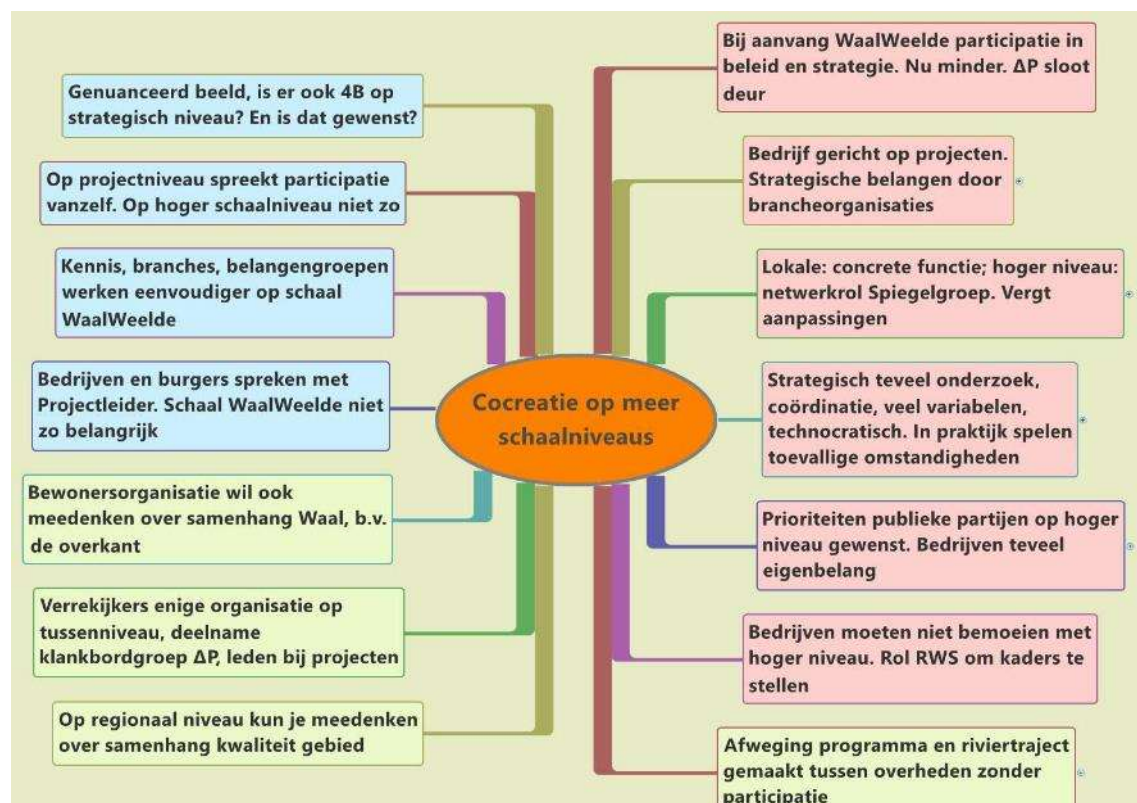 Cocreatie op meer
schaalniveaus
Genuanceerd beeld, is er ook 4B op
strategisch niveau? En is dat gewenst?
Op projectniveau spreekt participatie
vanzelf. Op hoger schaalniveau niet zo
Kennis, branches, belangengroepen
werken eenvoudiger op schaal
WaalWeelde
Bedrijven en burgers spreken met
Projectleider. Schaal WaalWeelde niet
zo belangrijk
Bewonersorganisatie wil ook
meedenken over samenhang Waal, b.v.
de overkant
Verrekijkers enige organisatie op
tussenniveau, deelname
klankbordgroep ΔP, leden bij projecten
Op regionaal niveau kun je meedenken
over samenhang kwaliteit gebied
Bij aanvang WaalWeelde participatie in
beleid en strategie. Nu minder. ΔP sloot
deur
Bedrijf gericht op projecten.
Strategische belangen door
brancheorganisaties
Lokale: concrete functie; hoger niveau:
netwerkrol Spiegelgroep. Vergt
aanpassingen
Strategisch teveel onderzoek,
coördinatie, veel variabelen,
technocratisch. In praktijk spelen
toevallige omstandigheden
Prioriteiten publieke partijen op hoger
niveau gewenst. Bedrijven teveel
eigenbelang
Bedrijven moeten niet bemoeien met
hoger niveau. Rol RWS om kaders te
stellen
Afweging programma en riviertraject
gemaakt tussen overheden zonder
participatie